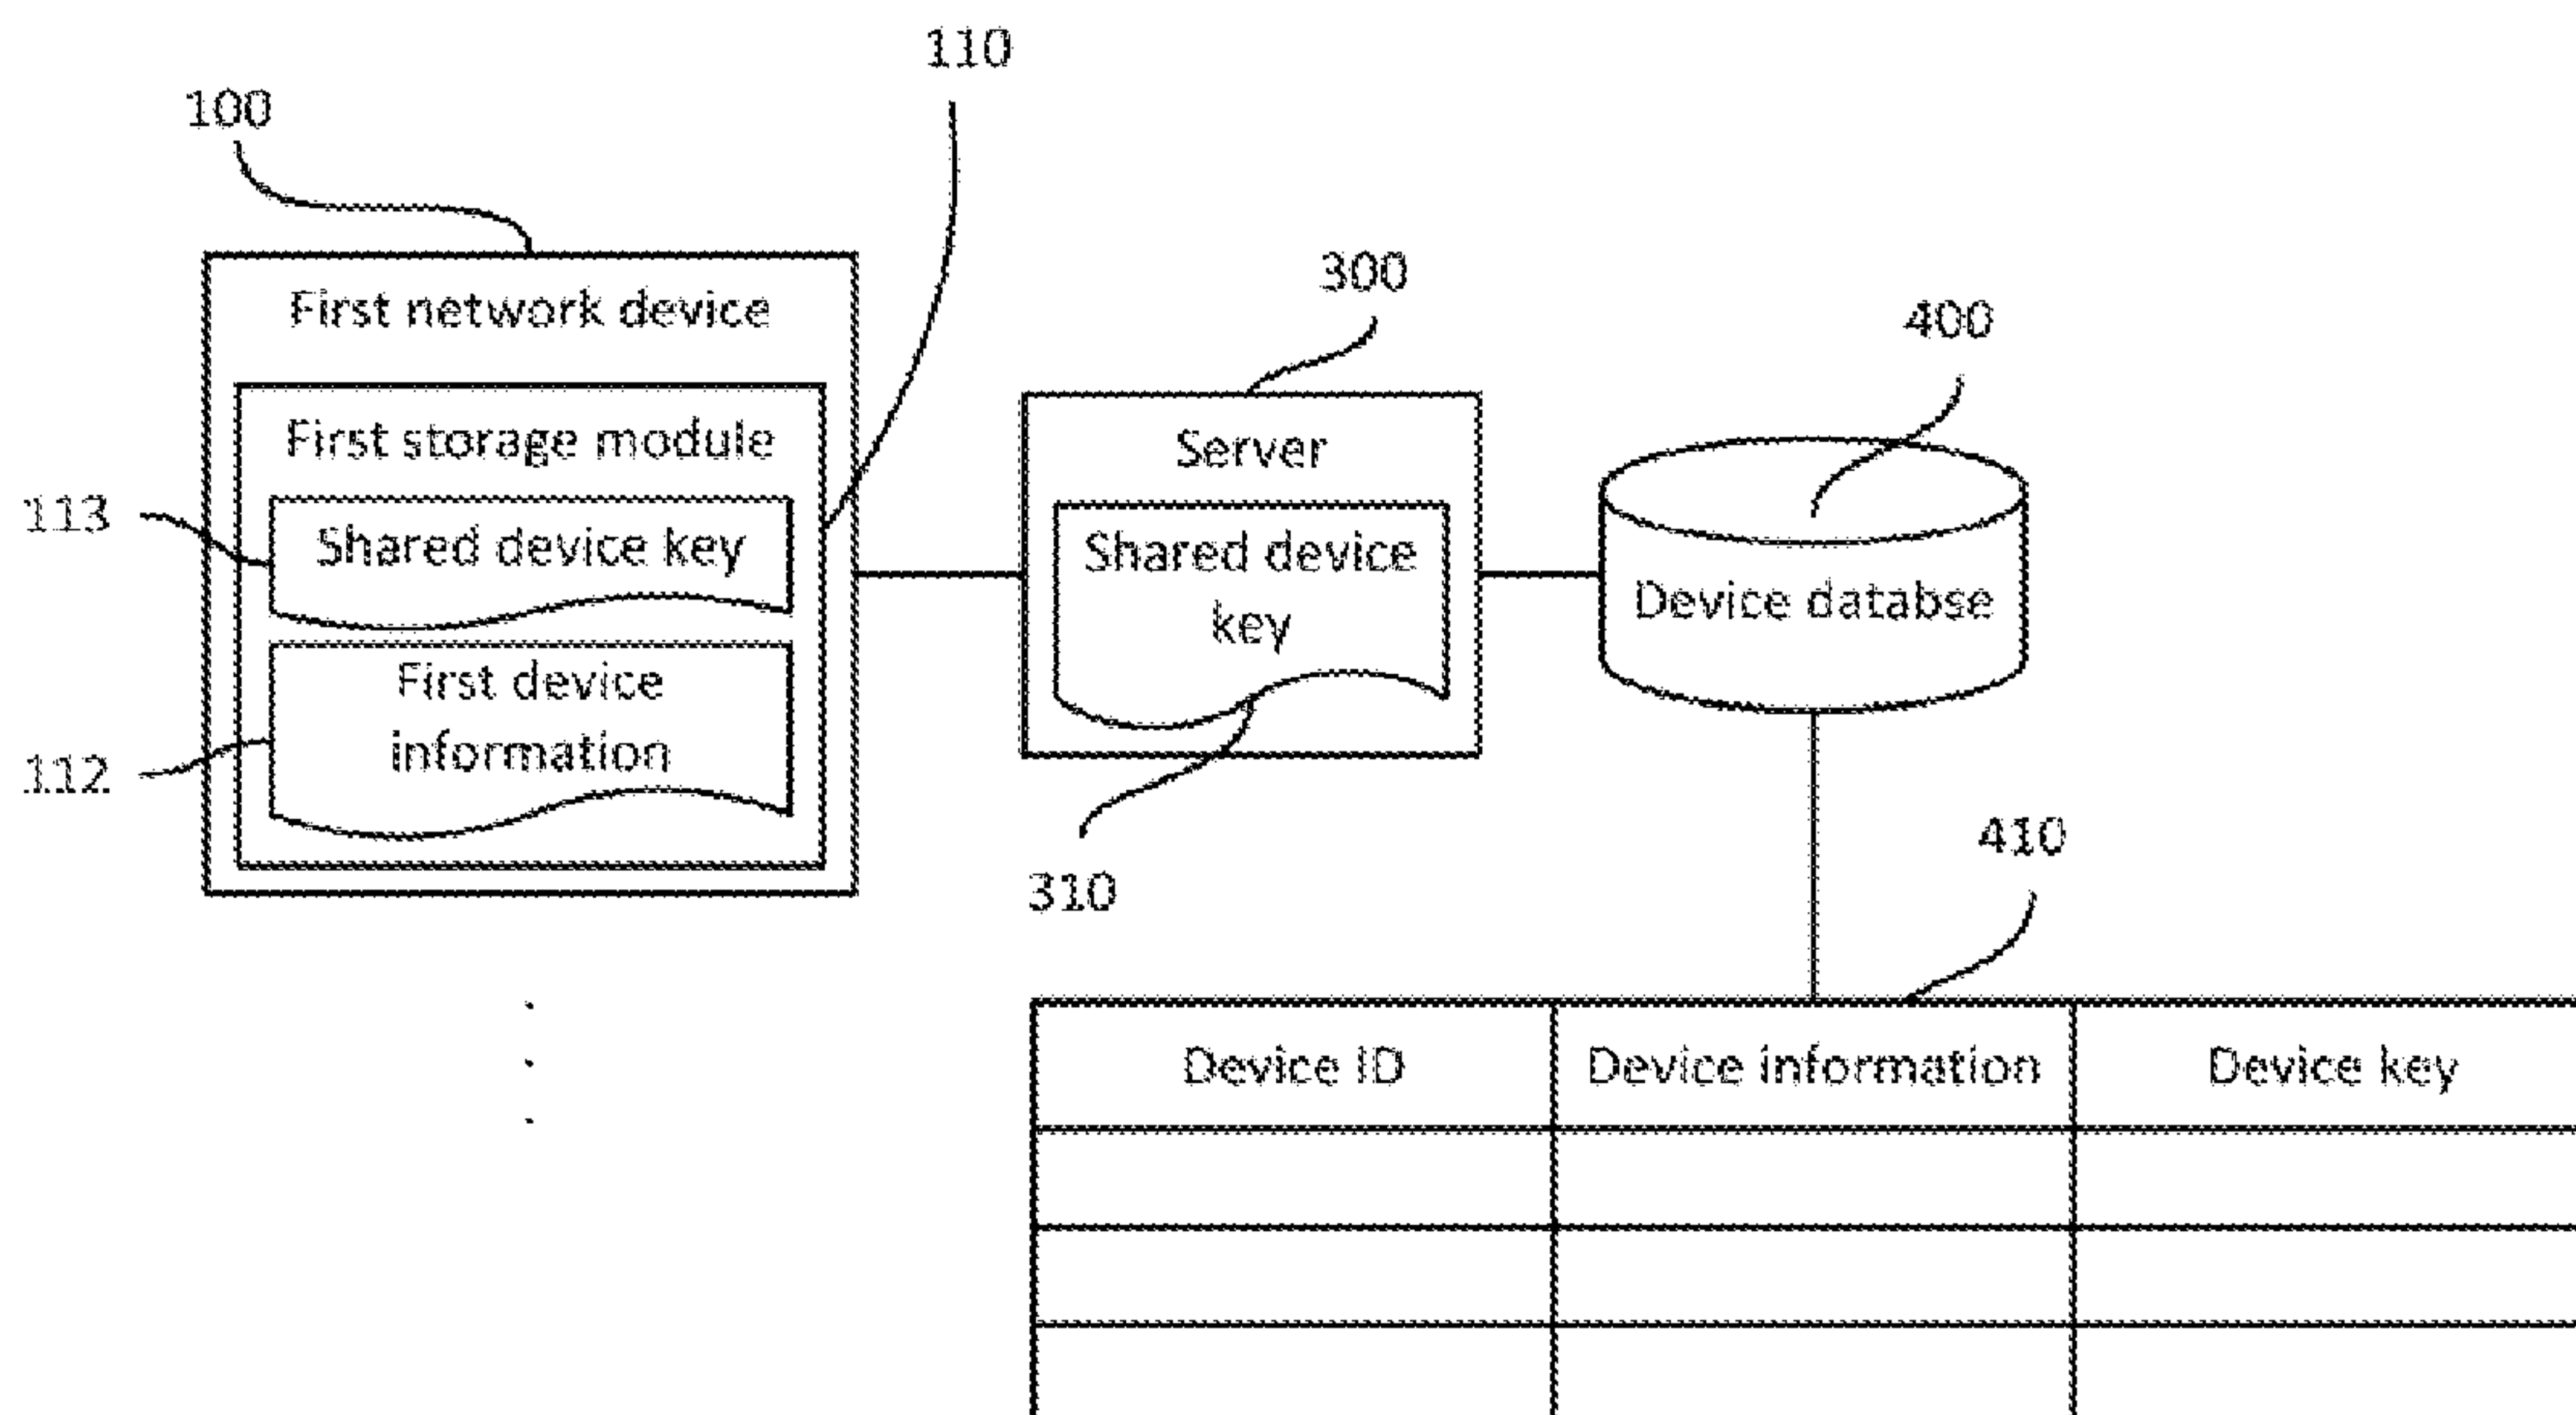 110
100
300
First network device
400
First storage module
Server
113
Shared device key
Shared device
key
Device databse
First device
information
112
410
310
Device ID
Device information
Device key